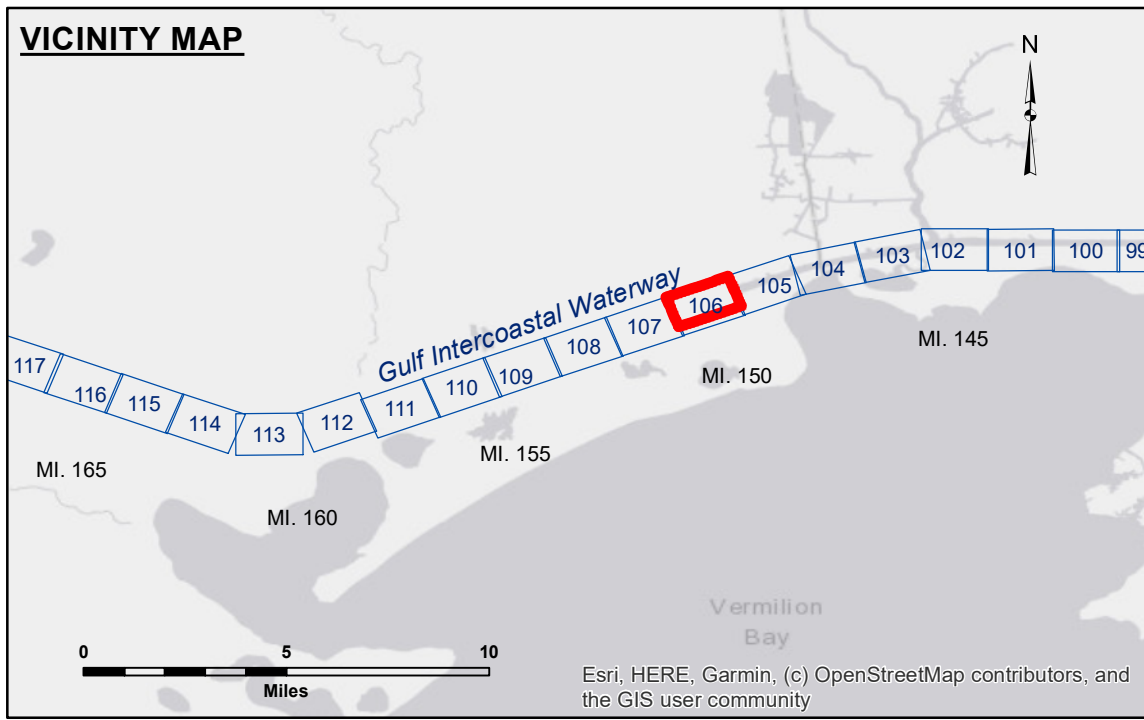 VICINITY MAP
N
Gulf Intercoastal Waterway
117
116
115
114
113
112
111
110
109
108
107
106
105
104
103
102
101
100
99
MI. 145
MI. 150
MI. 155
MI. 160
MI. 165
Vermilion
Bay
0 5 10
Miles
Esri, HERE, Garmin, (c) OpenStreetMap contributors, and
the GIS user community